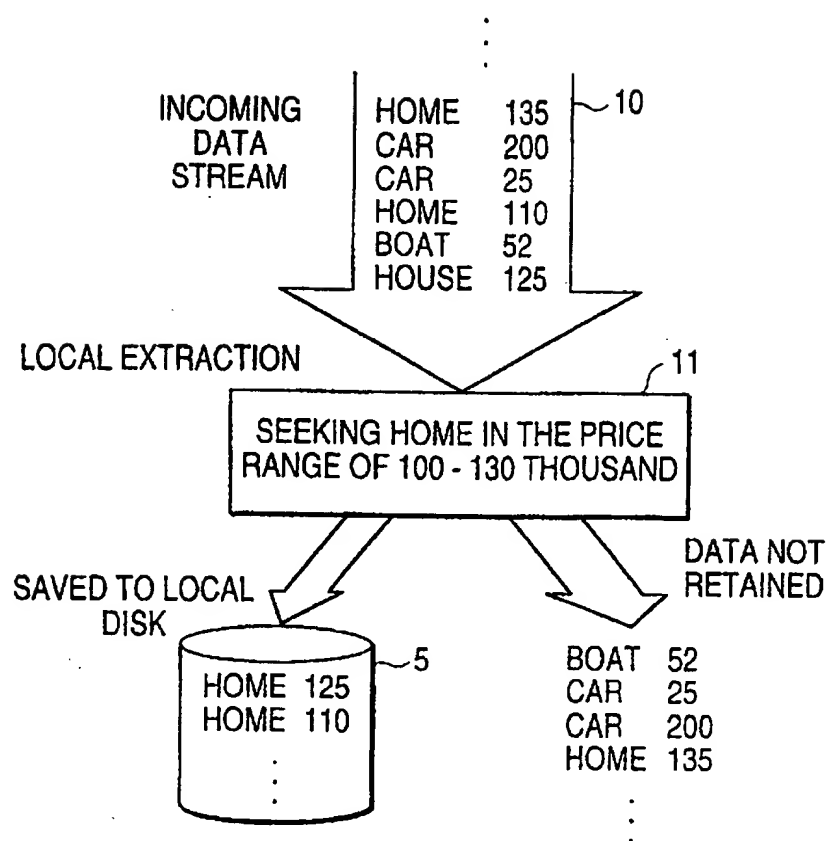 INCOMING
DATA
STREAM
HOME 135
CAR 200
CAR 25
HOME 110
BOAT 52
HOUSE 125
10
LOCAL EXTRACTION
11
SEEKING HOME IN THE PRICE
RANGE OF 100 - 130 THOUSAND
SAVED TO LOCAL
DISK
DATA NOT
RETAINED
5
HOME 125
HOME 110
BOAT 52
CAR 25
CAR 200
HOME 135